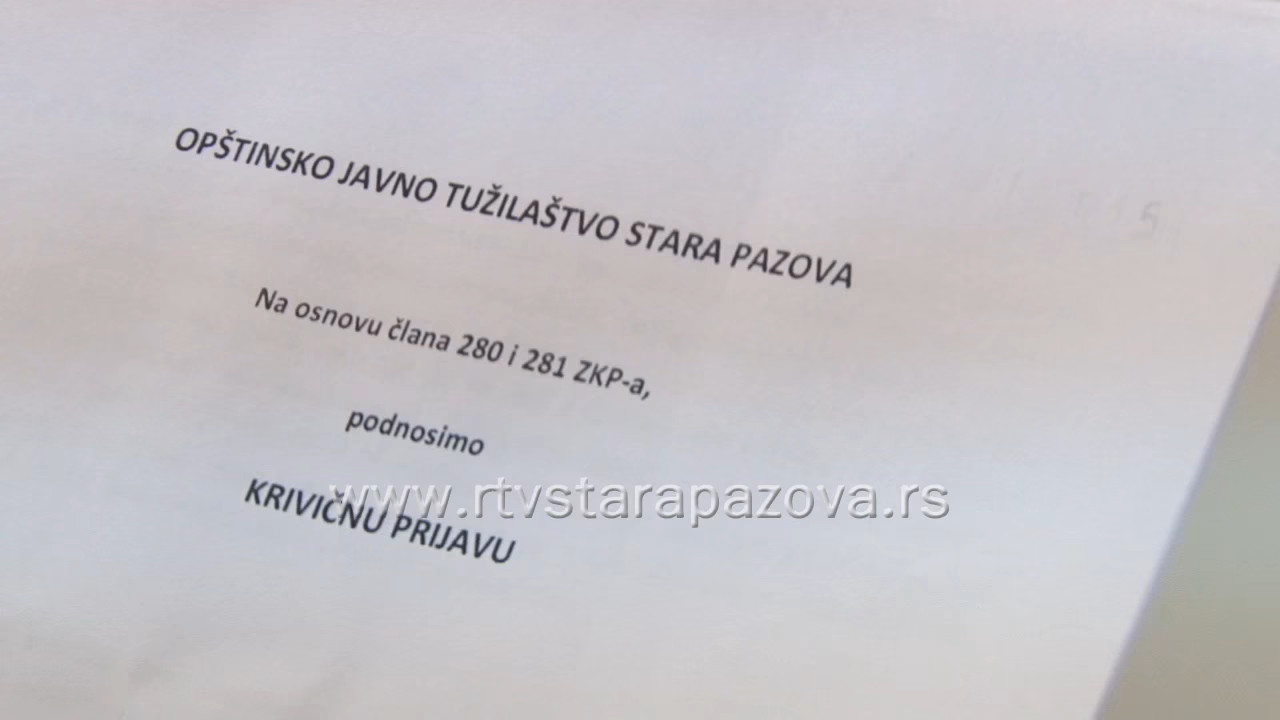 OPŠTINSKO JAVNO TUŽILAŠTVO STARA PAZOVA
Na osnovu člana 280 i 281 ZKP-a,
podnosimo
KRIVIČNU PRIJAVU
www.rtvstarapazova.rs